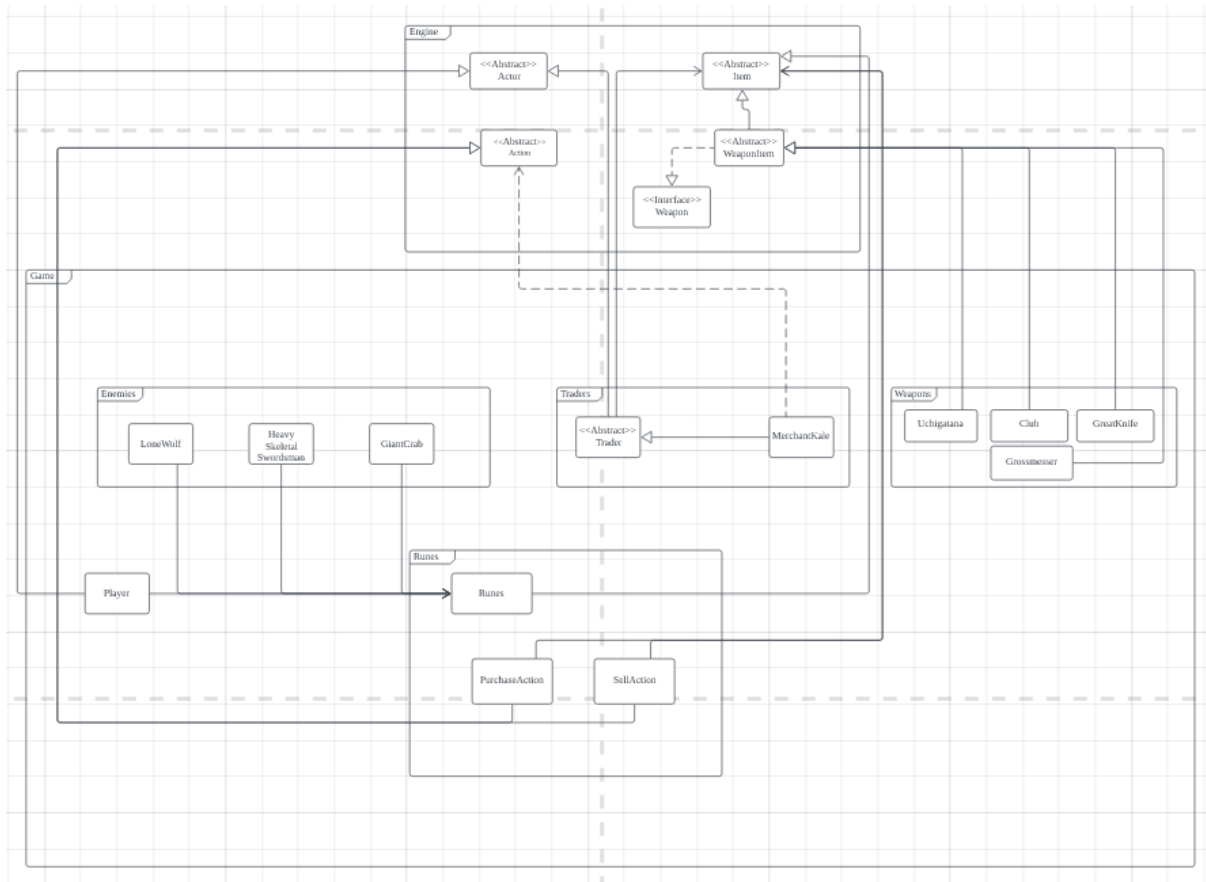 Engine
<<Abstract>>
Actor
<<Abstract>>
Item
<<Abstract>>
Action
<<Abstract>>
WeaponItem
<<Interface>>
Weapon
Game
Enemies
LoneWolf
Heavy
Skeletal
Swordsman
GiantCrab
Traders
<<Abstract>>
Trader
MerchantKale
Weapons
Uchigatana
Club
GreatKnife
Grossmesser
Player
Runes
Runes
PurchaseAction
SellAction